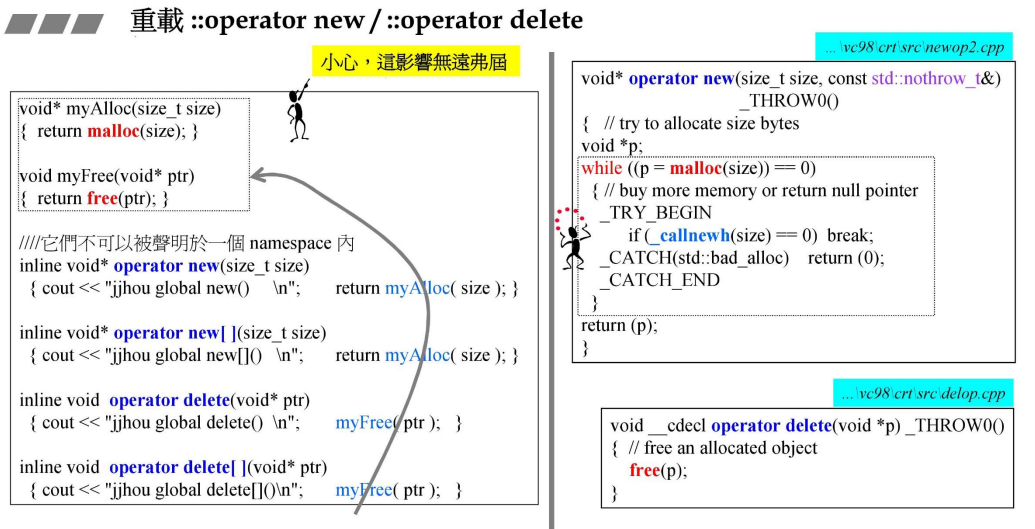 重載 ::operator new / ::operator delete
小心，這影響無遠弗屆
void* myAlloc(size_t size)
{ return malloc(size); }
void myFree(void* ptr)
{ return free(ptr); }
////它們不可以被聲明於一個 namespace 內
inline void* operator new(size_t size)
{ cout << "jjhou global new() \n"; return myAlloc( size ); }
inline void* operator new[ ](size_t size)
{ cout << "jjhou global new[]() \n"; return myAlloc( size ); }
inline void operator delete(void* ptr)
{ cout << "jjhou global delete() \n"; myFree( ptr ); }
inline void operator delete[ ](void* ptr)
{ cout << "jjhou global delete[]()\n"; myFree( ptr ); }
...\vc98\crt\src\newop2.cpp
void* operator new(size_t size, const std::nothrow_t&)
_THROW0()
{ // try to allocate size bytes
void *p;
while ((p = malloc(size)) == 0)
{ // buy more memory or return null pointer
_TRY_BEGIN
if (_callnewh(size) == 0) break;
_CATCH(std::bad_alloc) return (0);
_CATCH_END
}
return (p);
}
...\vc98\crt\src\delop.cpp
void __cdecl operator delete(void *p) _THROW0()
{ // free an allocated object
free(p);
}